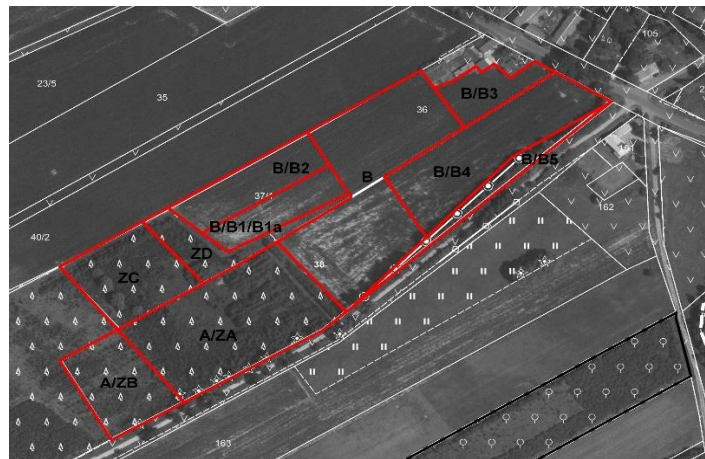 105
23/5
35
B/B3
36
B/B2
B
B/B5
B/B4
37/1
162
40/2
B/B1/B1a
ZD
ZC
38
A/ZA
A/ZB
163